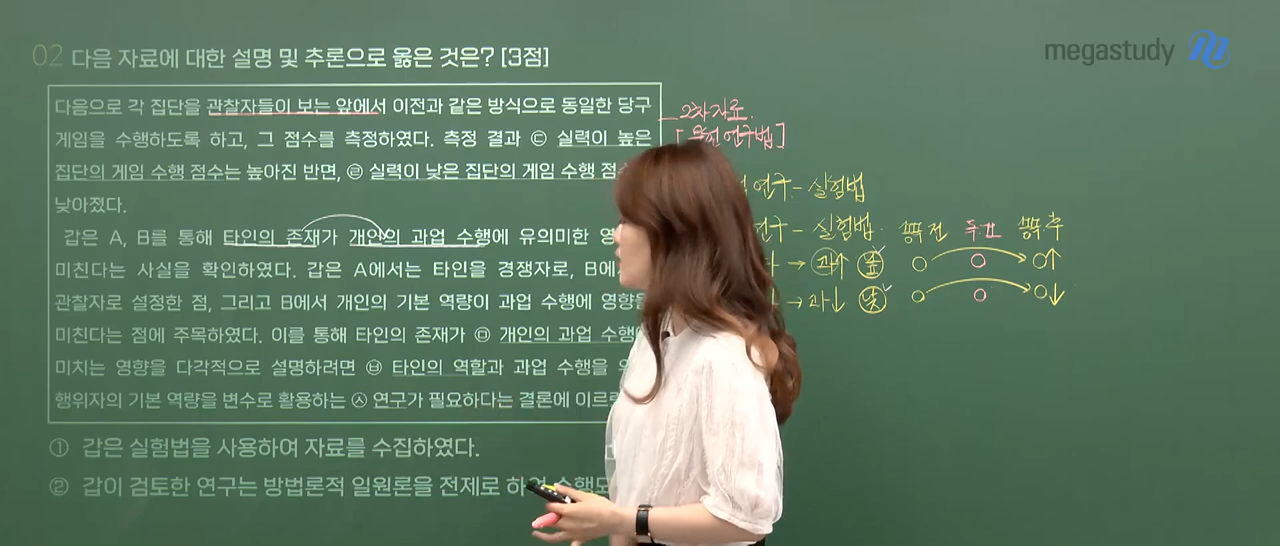 02 다음 자료에 대한 설명 및 추론으로 옳은 것은? [3점]
megastudy
다음으로 각 집단을 관찰자들이 보는 앞에서 이전과 같은 방식으로 동일한 당구
게임을 수행하도록 하고, 그 점수를 측정하였다. 측정 결과 ㉢ 실력이 높은
집단의 게임 수행 점수는 높아진 반면, ㉣ 실력이 낮은 집단의 게임 수행 점수
낮아졌다.
갑은 A, B를 통해 타인의 존재가 개인의 과업 수행에 유의미한
미친다는 사실을 확인하였다. 갑은 A에서는 타인을 경쟁자로,
관찰자로 설정한 점, 그리고 B에서 개인의 기본 역량이 과업 수행에 영향을
미친다는 점에 주목하였다. 이를 통해 타인의 존재가 ㉤ 개인의 과업 수행에
미치는 영향을 다각적으로 설명하려면 ㉥ 타인의 역할과 과업 수행을
행위자의 기본 역량을 변수로 활용하는 ㉦ 연구가 필요하다는 결론에
① 갑은 실험법을 사용하여 자료를 수집하였다.
② 갑이 검토한 연구는 방법론적 일원론을 전제로
2차자료
[문헌연구법]
연구 - 실험법
연구 - 실험법
→ 과↑ 높
→ 과↓ 낮
↑
↓